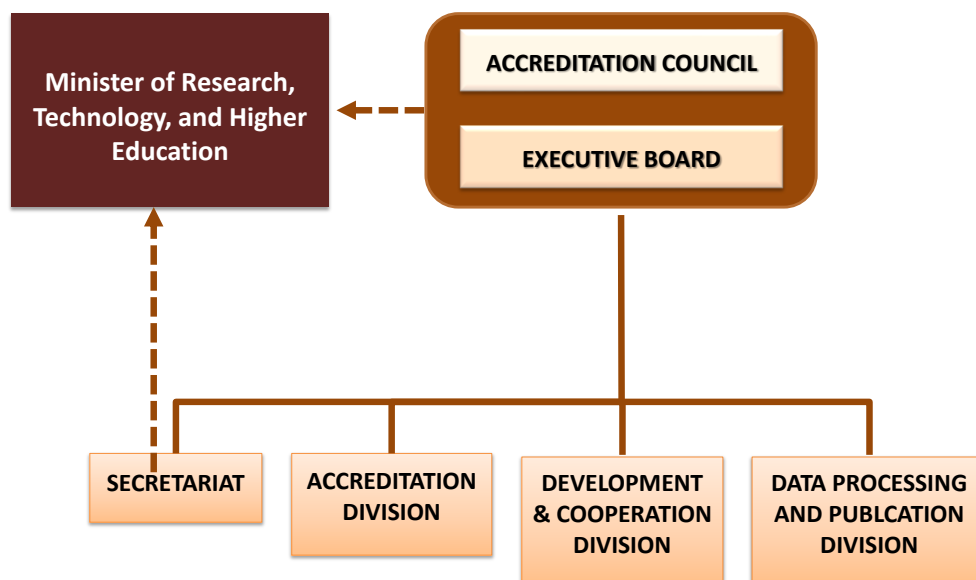 Minister of Research,
Technology, and Higher
Education
ACCREDITATION COUNCIL
EXECUTIVE BOARD
SECRETARIAT
ACCREDITATION
DIVISION
DEVELOPMENT
& COOPERATION
DIVISION
DATA PROCESSING
AND PUBLCATION
DIVISION